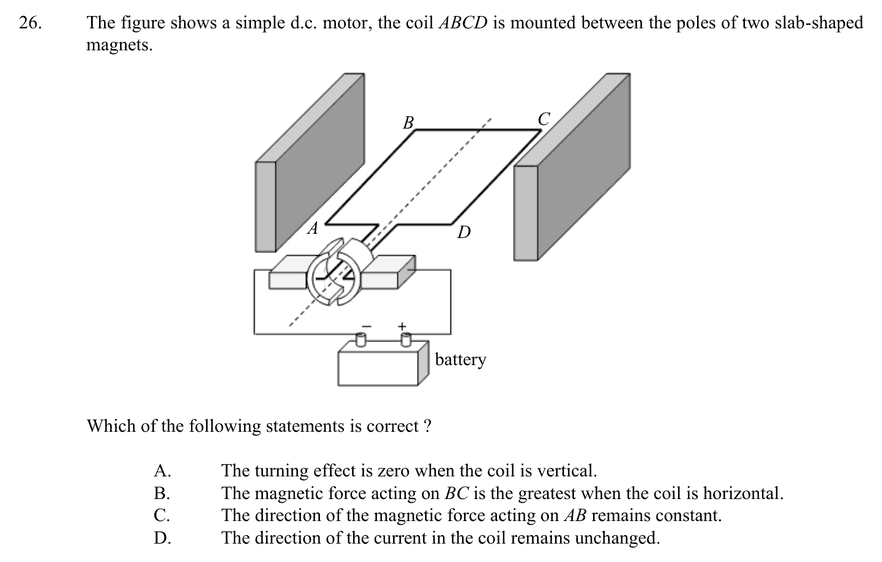 26. The figure shows a simple d.c. motor, the coil ABCD is mounted between the poles of two slab-shaped
magnets.
B
C
A
D
− +
battery
Which of the following statements is correct ?
A. The turning effect is zero when the coil is vertical.
B. The magnetic force acting on BC is the greatest when the coil is horizontal.
C. The direction of the magnetic force acting on AB remains constant.
D. The direction of the current in the coil remains unchanged.